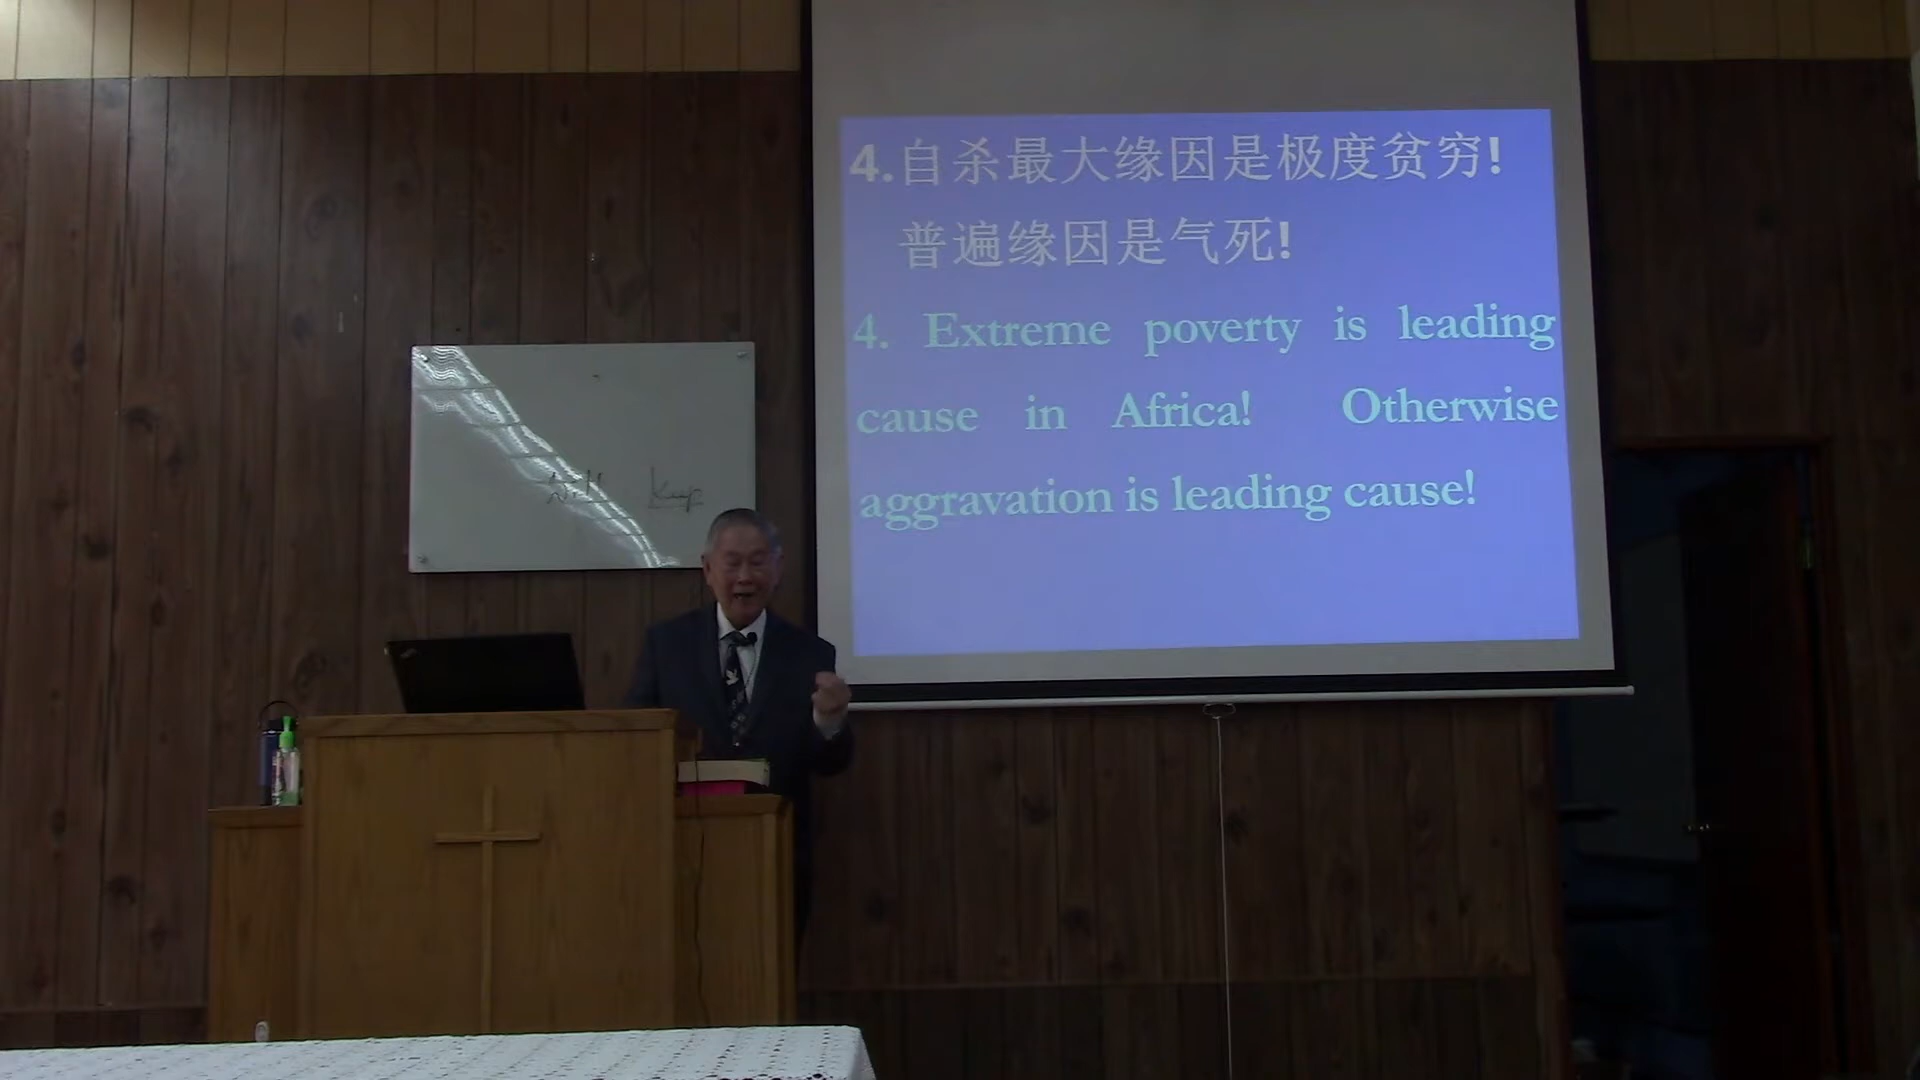 4.自杀最大缘因是极度贫穷!
普遍缘因是气死!
4. Extreme poverty is leading
cause in Africa! Otherwise
aggravation is leading cause!
Keep